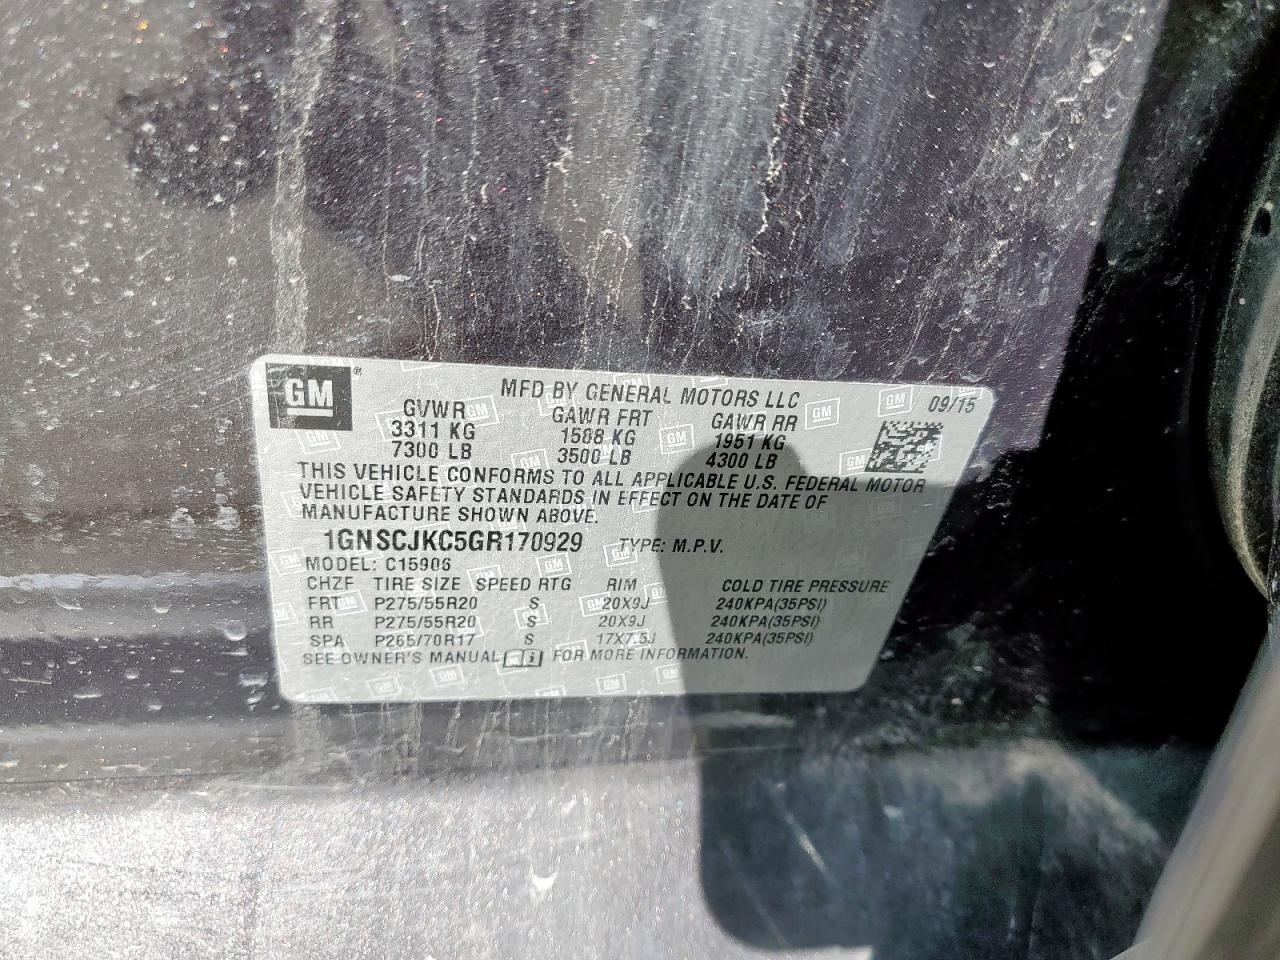 GM ®
MFD BY GENERAL MOTORS LLC
09/15
GVWR GAWR FRT GAWR RR
3311 KG 1588 KG 1951 KG
7300 LB 3500 LB 4300 LB
THIS VEHICLE CONFORMS TO ALL APPLICABLE U.S. FEDERAL MOTOR
VEHICLE SAFETY STANDARDS IN EFFECT ON THE DATE OF
MANUFACTURE SHOWN ABOVE.
1GNSCJKC5GR170929 TYPE: M.P.V.
MODEL: C15906
CHZF TIRE SIZE SPEED RTG RIM COLD TIRE PRESSURE
FRT P275/55R20 S 20X9J 240KPA(35PSI)
RR P275/55R20 S 20X9J 240KPA(35PSI)
SPA P265/70R17 S 17X7.5J 240KPA(35PSI)
SEE OWNER'S MANUAL i FOR MORE INFORMATION.